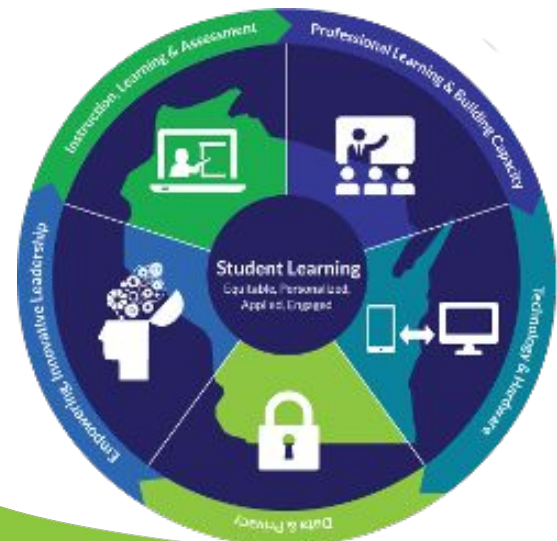 Instruction, Learning & Assessment
Professional Learning & Building Capacity
Technology & Hardware
Data & Privacy
Empowering, Innovative Leadership
Student Learning
Equitable, Personalized,
Applied, Engaged